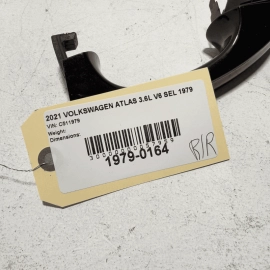 2021 VOLKSWAGEN ATLAS 3.6L V6 SEL 1979
VIN: C511979
Weight:
Dimensions:
1979-0164
R/R